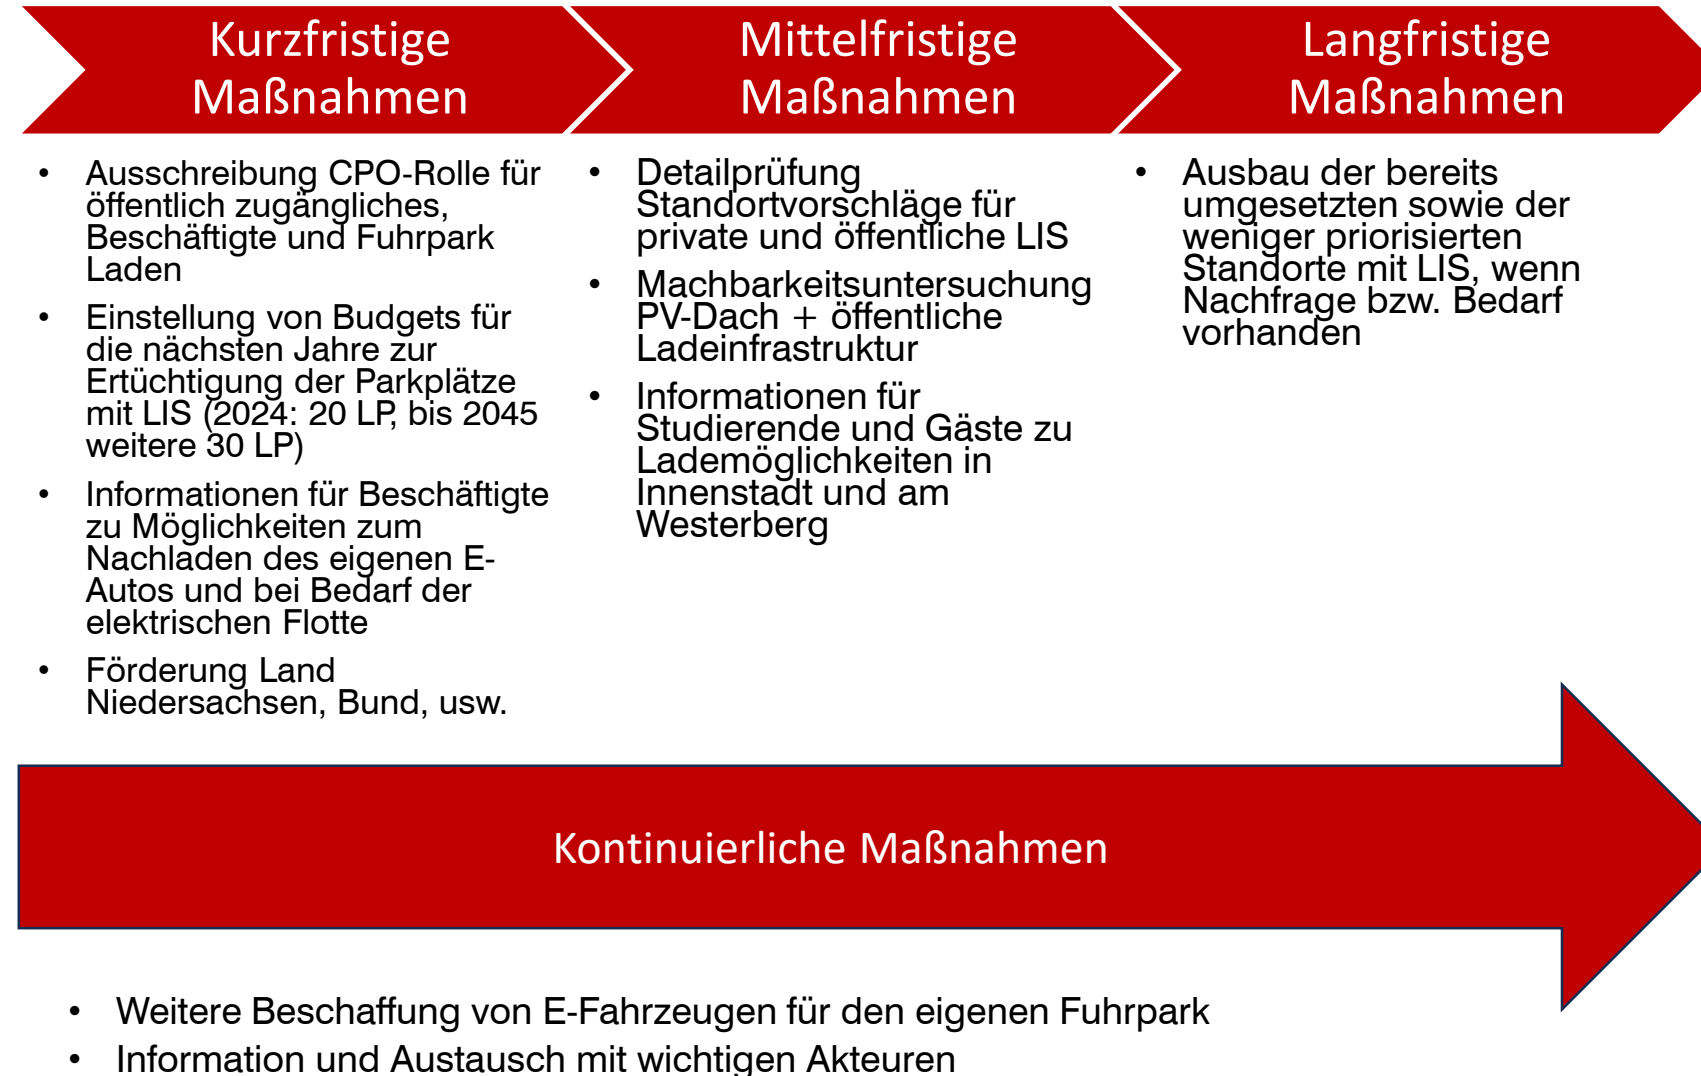 Kurzfristige
Maßnahmen
Mittelfristige
Maßnahmen
Langfristige
Maßnahmen
• Ausschreibung CPO-Rolle für
öffentlich zugängliches,
Beschäftigte und Fuhrpark
Laden
• Einstellung von Budgets für
die nächsten Jahre zur
Ertüchtigung der Parkplätze
mit LIS (2024: 20 LP, bis 2045
weitere 30 LP)
• Informationen für Beschäftigte
zu Möglichkeiten zum
Nachladen des eigenen E-
Autos und bei Bedarf der
elektrischen Flotte
• Förderung Land
Niedersachsen, Bund, usw.
• Detailprüfung
Standortvorschläge für
private und öffentliche LIS
• Machbarkeitsuntersuchung
PV-Dach + öffentliche
Ladeinfrastruktur
• Informationen für
Studierende und Gäste zu
Lademöglichkeiten in
Innenstadt und am
Westerberg
• Ausbau der bereits
umgesetzten sowie der
weniger priorisierten
Standorte mit LIS, wenn
Nachfrage bzw. Bedarf
vorhanden
Kontinuierliche Maßnahmen
• Weitere Beschaffung von E-Fahrzeugen für den eigenen Fuhrpark
• Information und Austausch mit wichtigen Akteuren